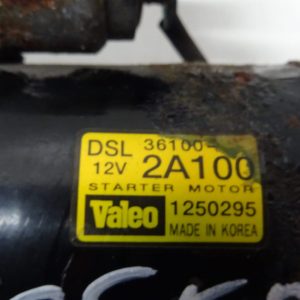 DSL 36100-
12V 2A100
STARTER MOTOR
Valeo 1250295
MADE IN KOREA